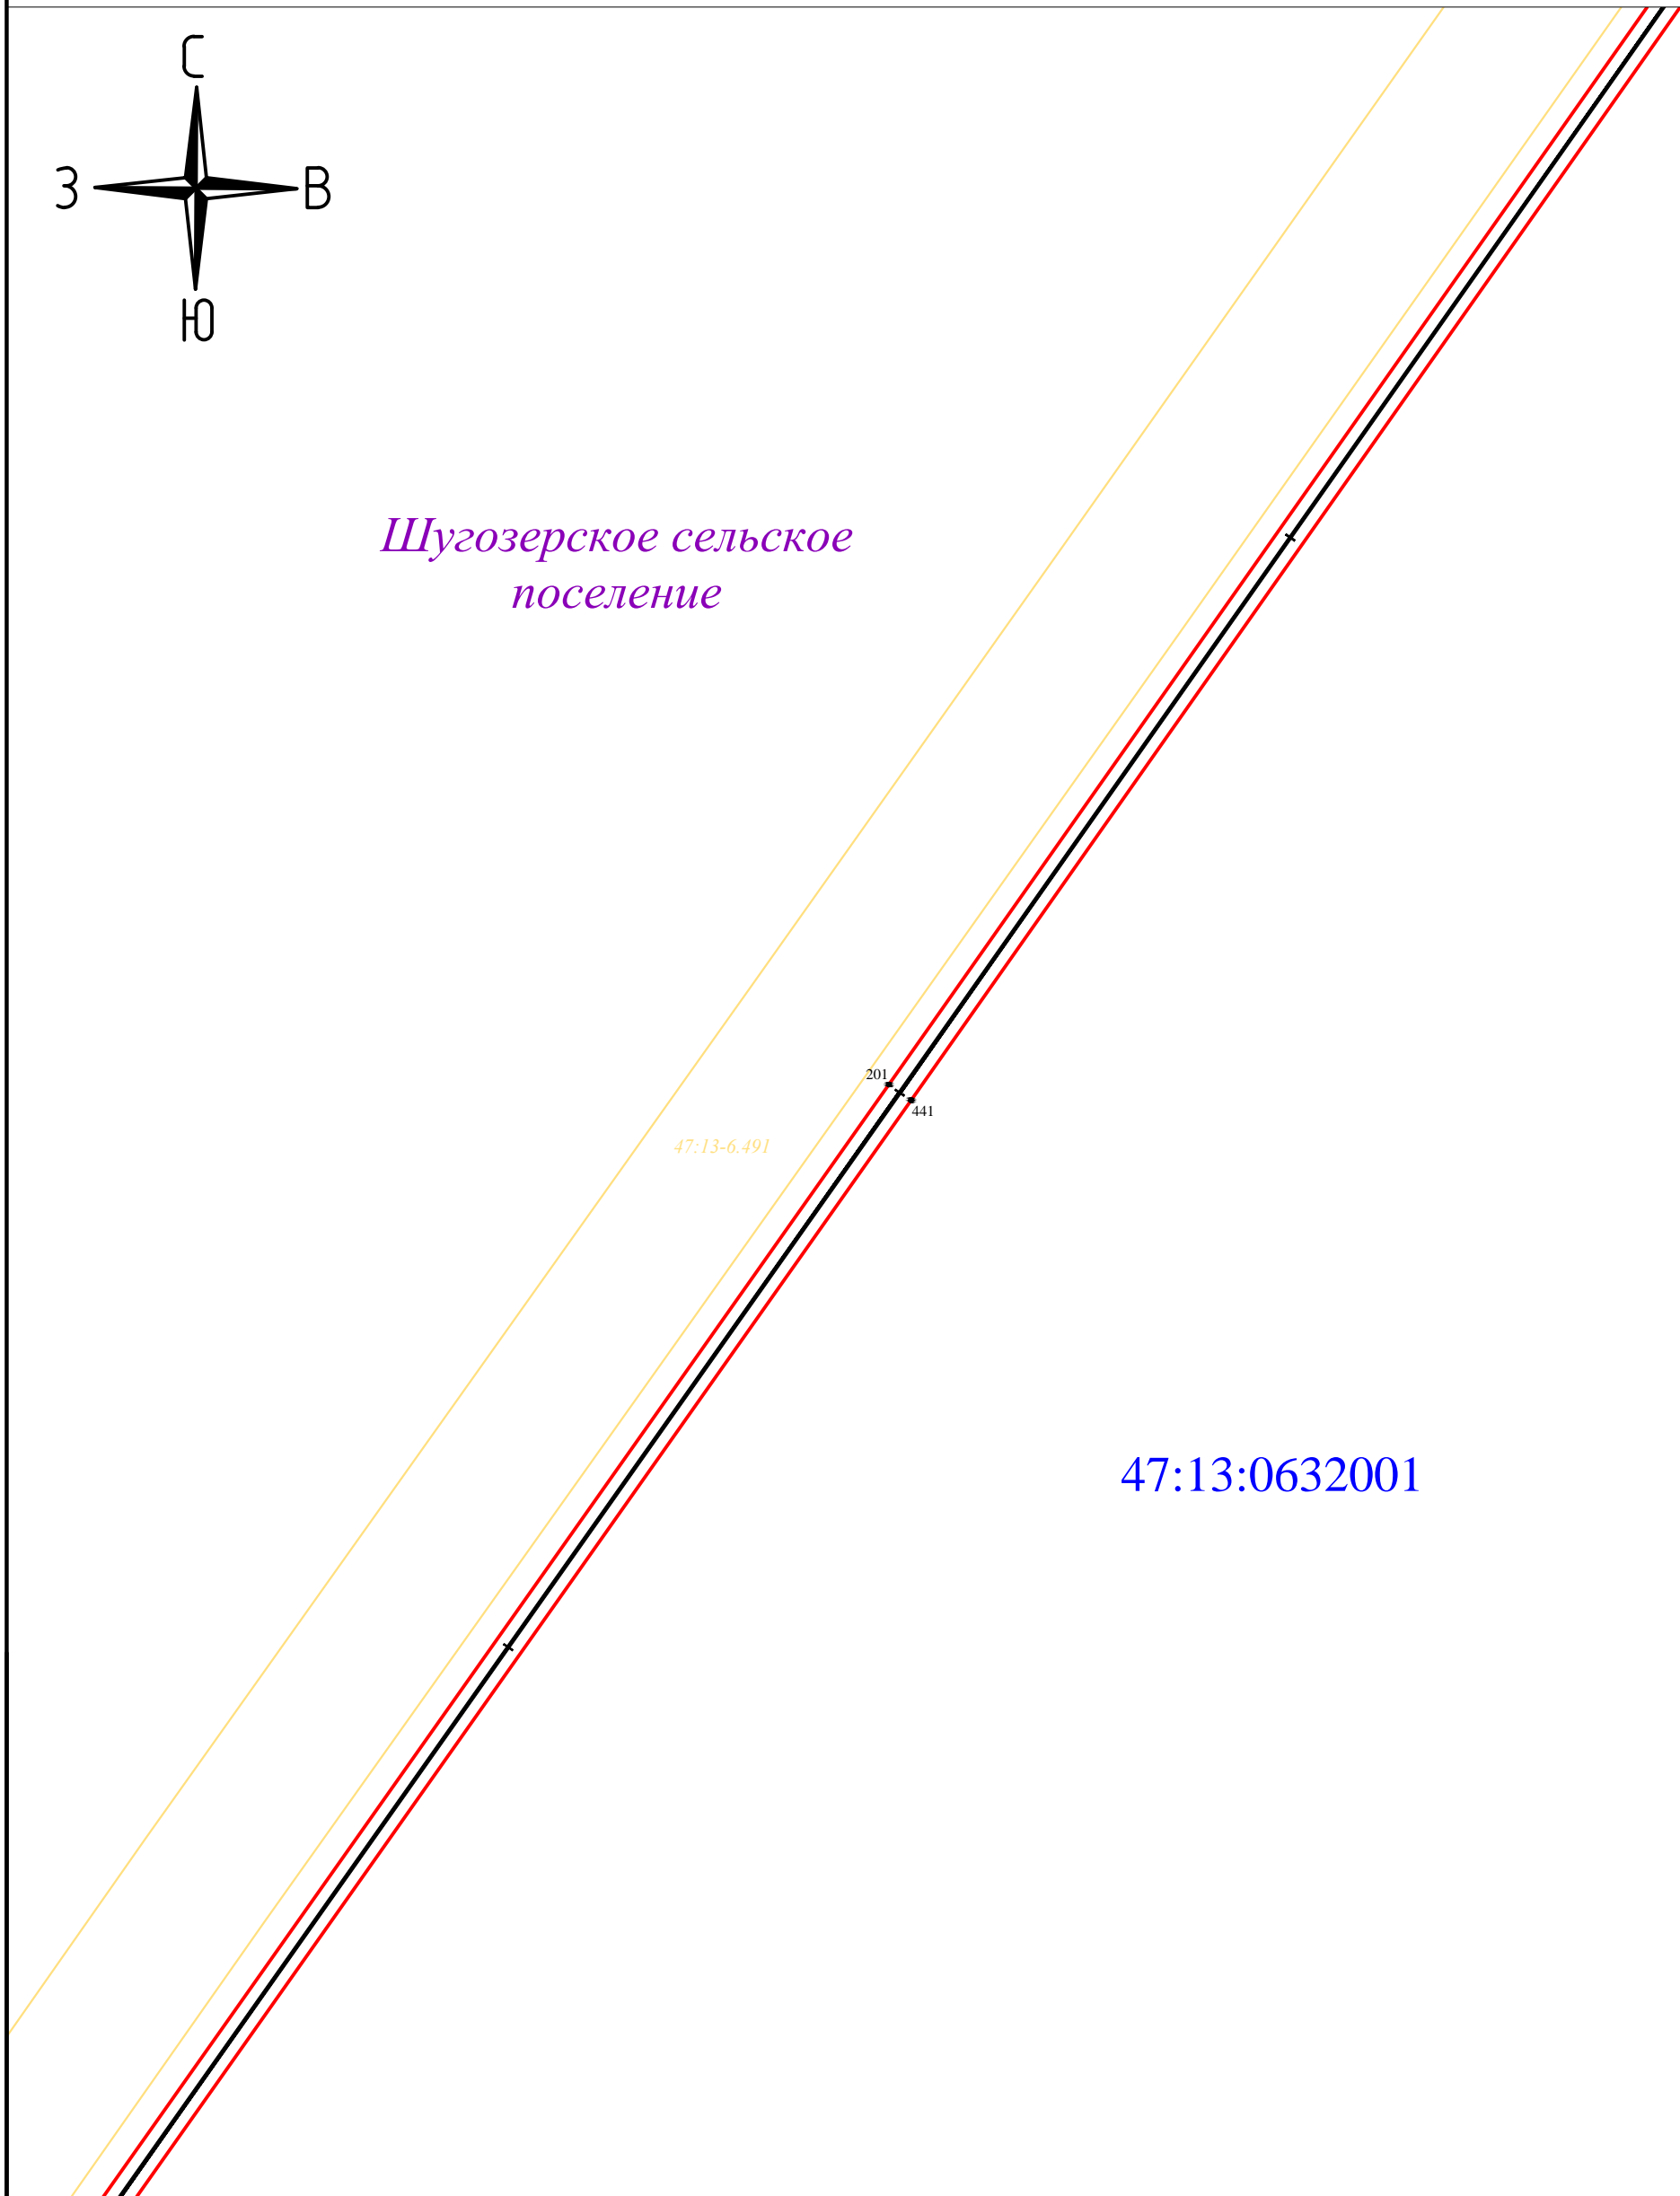 С
З
В
Ю
Шугозерское сельское
поселение
201
441
47:13-6.491
47:13:0632001